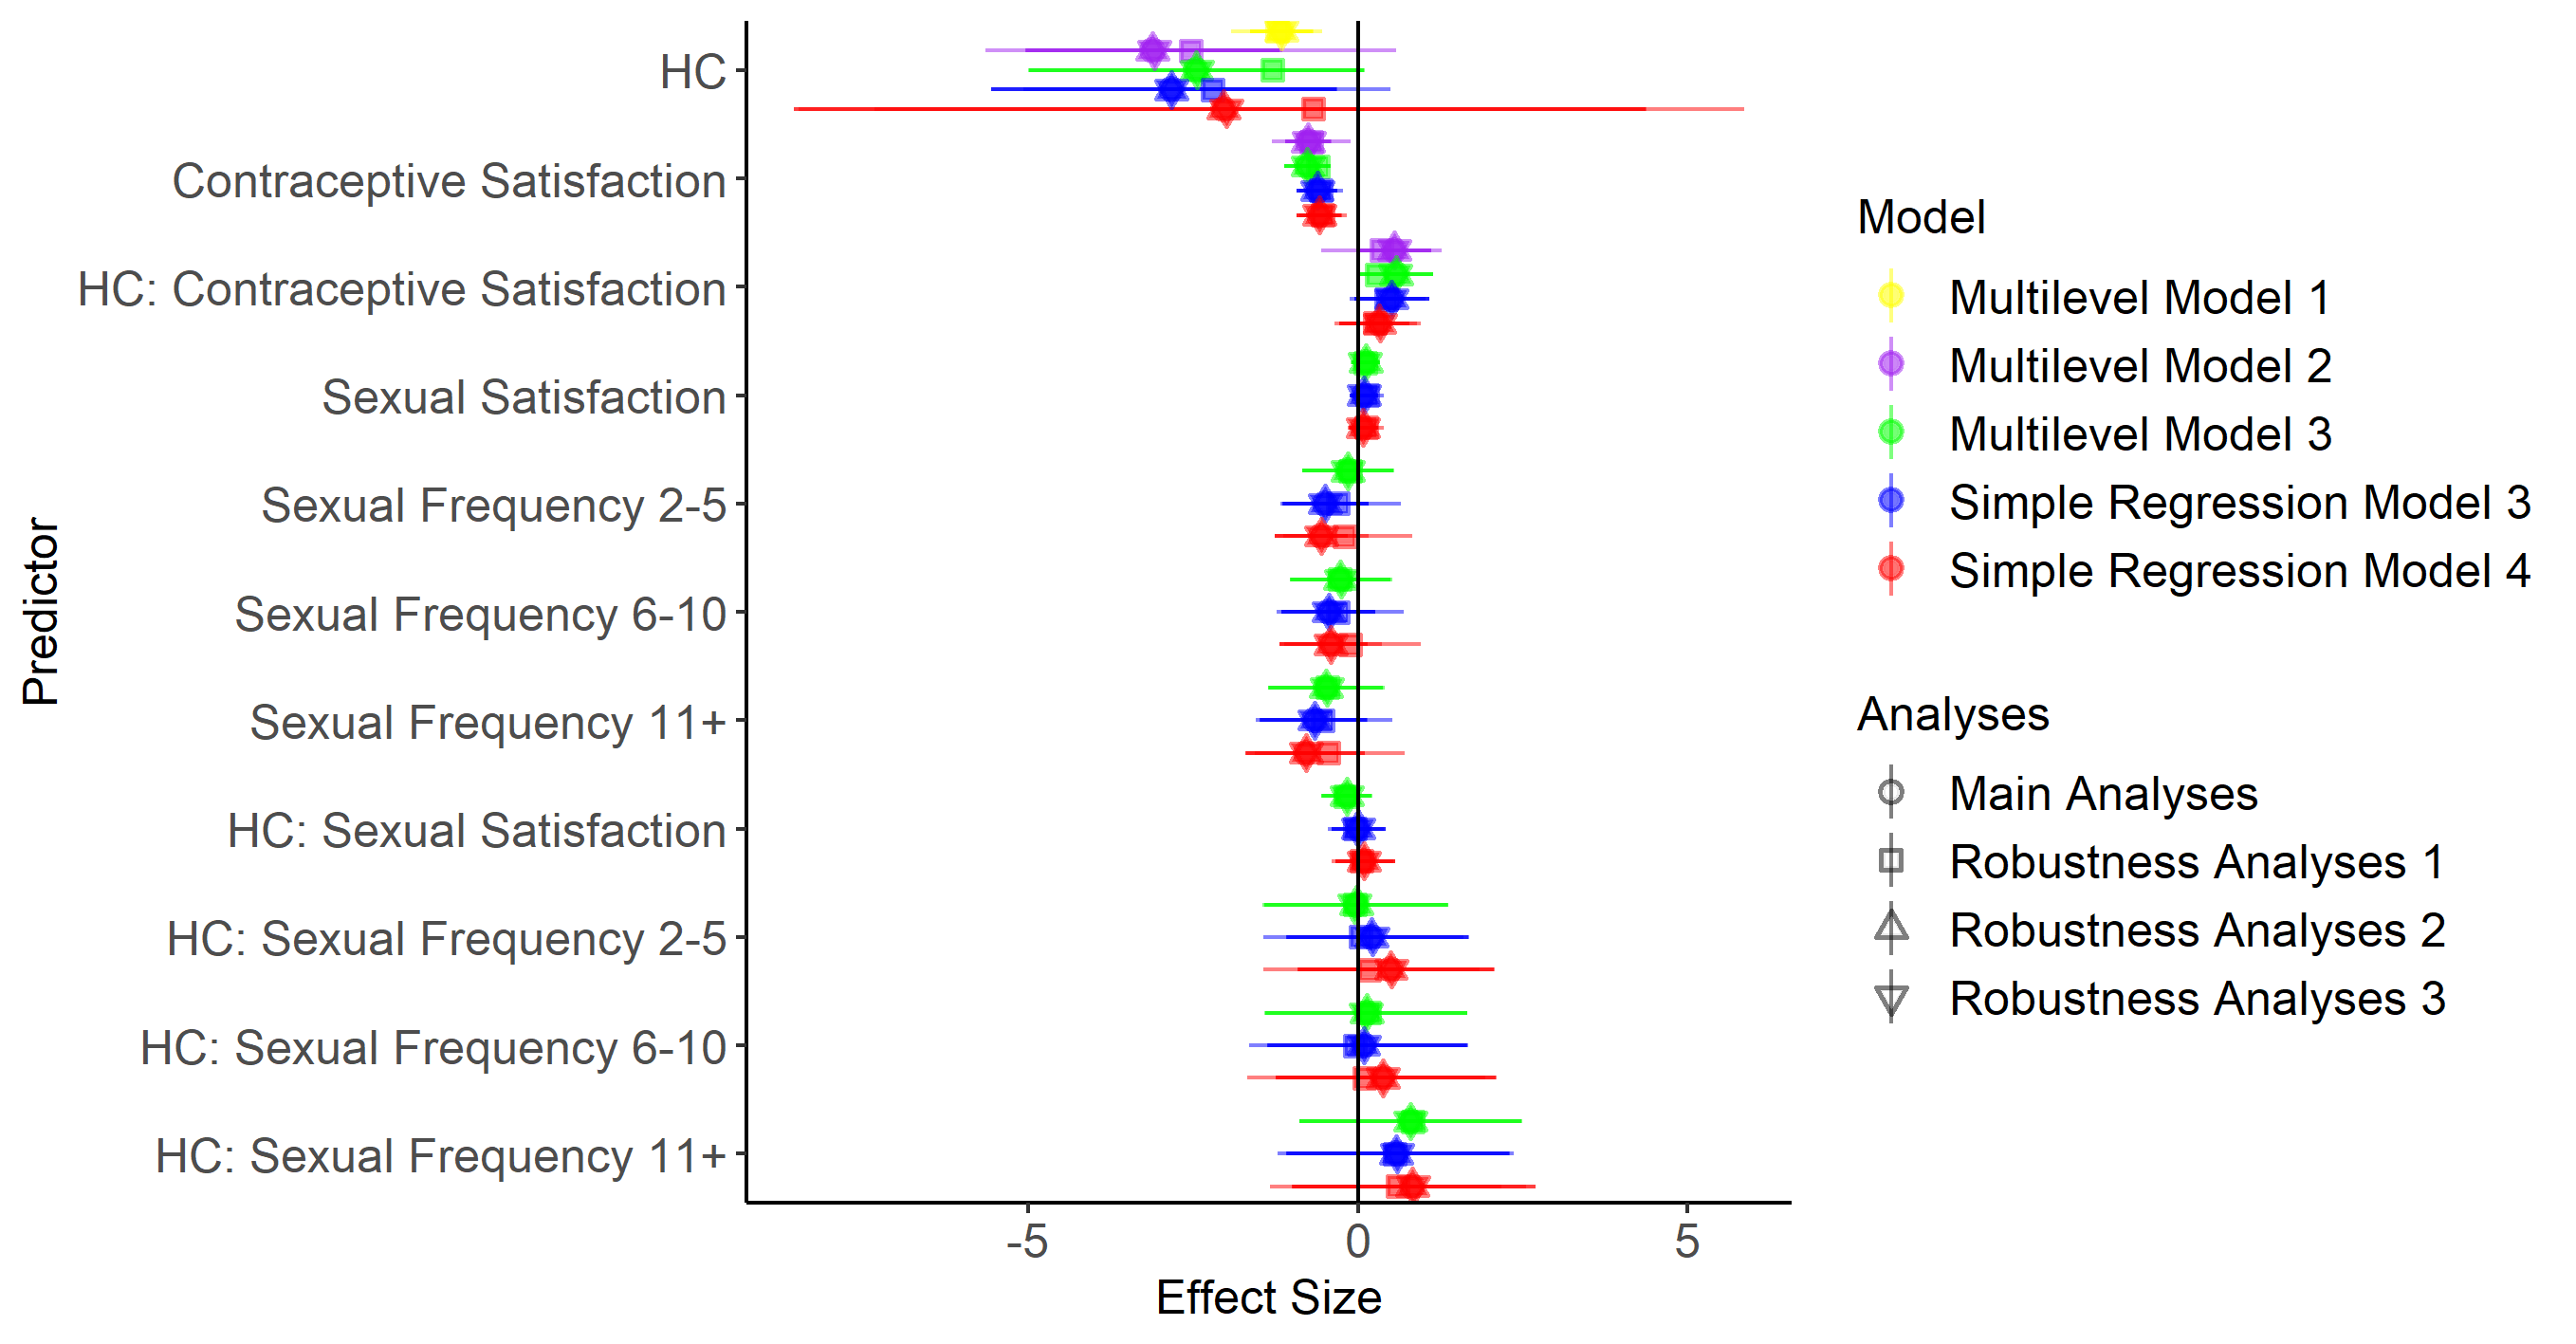 HC
Contraceptive Satisfaction
HC: Contraceptive Satisfaction
Sexual Satisfaction
Sexual Frequency 2-5
Sexual Frequency 6-10
Sexual Frequency 11+
HC: Sexual Satisfaction
HC: Sexual Frequency 2-5
HC: Sexual Frequency 6-10
HC: Sexual Frequency 11+
Predictor
-5 0 5
Effect Size
Model
Multilevel Model 1
Multilevel Model 2
Multilevel Model 3
Simple Regression Model 3
Simple Regression Model 4
Analyses
Main Analyses
Robustness Analyses 1
Robustness Analyses 2
Robustness Analyses 3